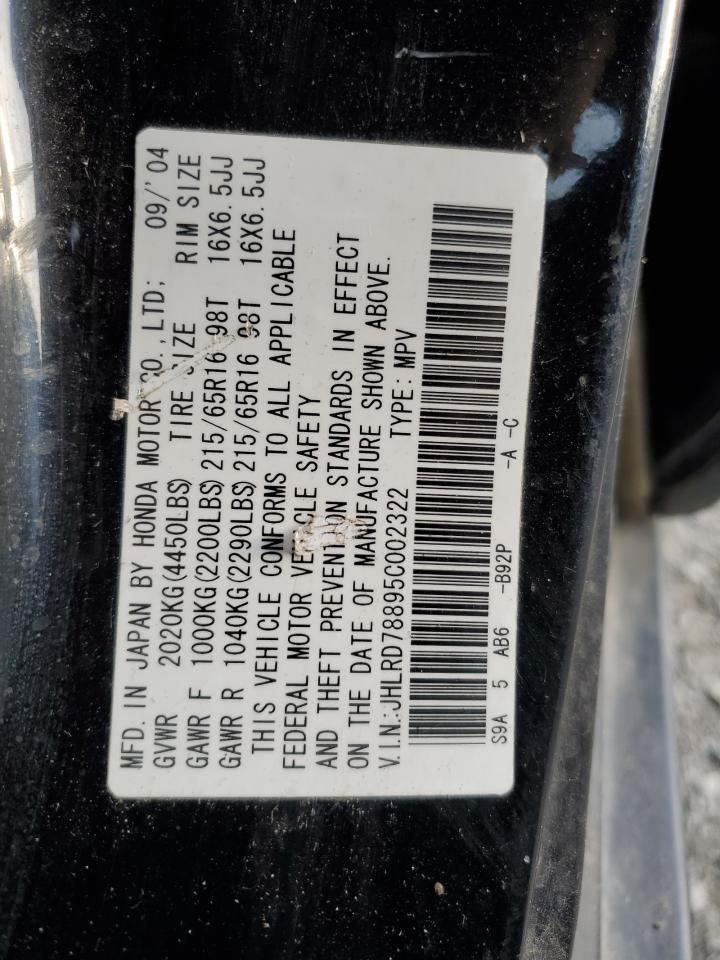 MFD. IN JAPAN BY HONDA MOTOR CO.,LTD; 09/'04
GVWR 2020KG(4450LBS) TIRE SIZE RIM SIZE
GAWR F 1000KG(2200LBS) 215/65R16 98T 16X6.5JJ
GAWR R 1040KG(2290LBS) 215/65R16 98T 16X6.5JJ
THIS VEHICLE CONFORMS TO ALL APPLICABLE
FEDERAL MOTOR VEHICLE SAFETY
AND THEFT PREVENTION STANDARDS IN EFFECT
ON THE DATE OF MANUFACTURE SHOWN ABOVE.
V.I.N.:JHLRD78895C002322 TYPE:MPV
S9A 5 AB6 -B92P -A -C